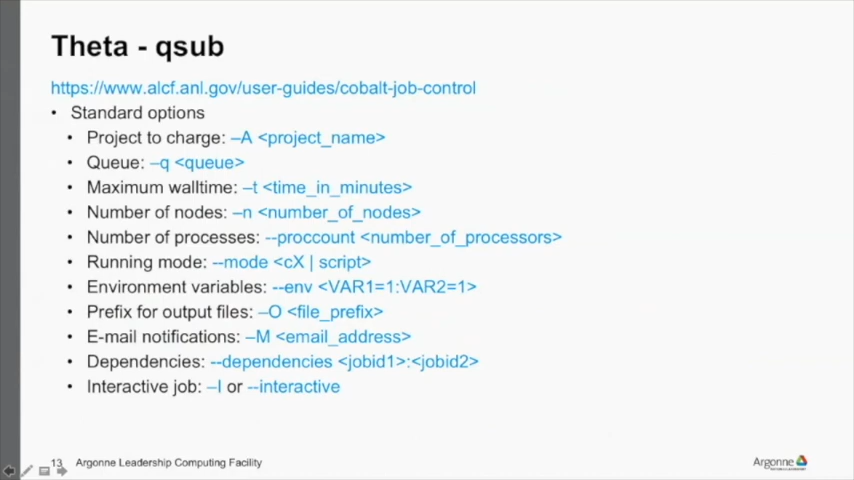 Theta - qsub
https://www.alcf.anl.gov/user-guides/cobalt-job-control
• Standard options
• Project to charge: –A <project_name>
• Queue: –q <queue>
• Maximum walltime: –t <time_in_minutes>
• Number of nodes: –n <number_of_nodes>
• Number of processes: --proccount <number_of_processors>
• Running mode: --mode <cX | script>
• Environment variables: --env <VAR1=1:VAR2=1>
• Prefix for output files: –O <file_prefix>
• E-mail notifications: –M <email_address>
• Dependencies: --dependencies <jobid1>:<jobid2>
• Interactive job: –I or --interactive
13 Argonne Leadership Computing Facility
Argonne